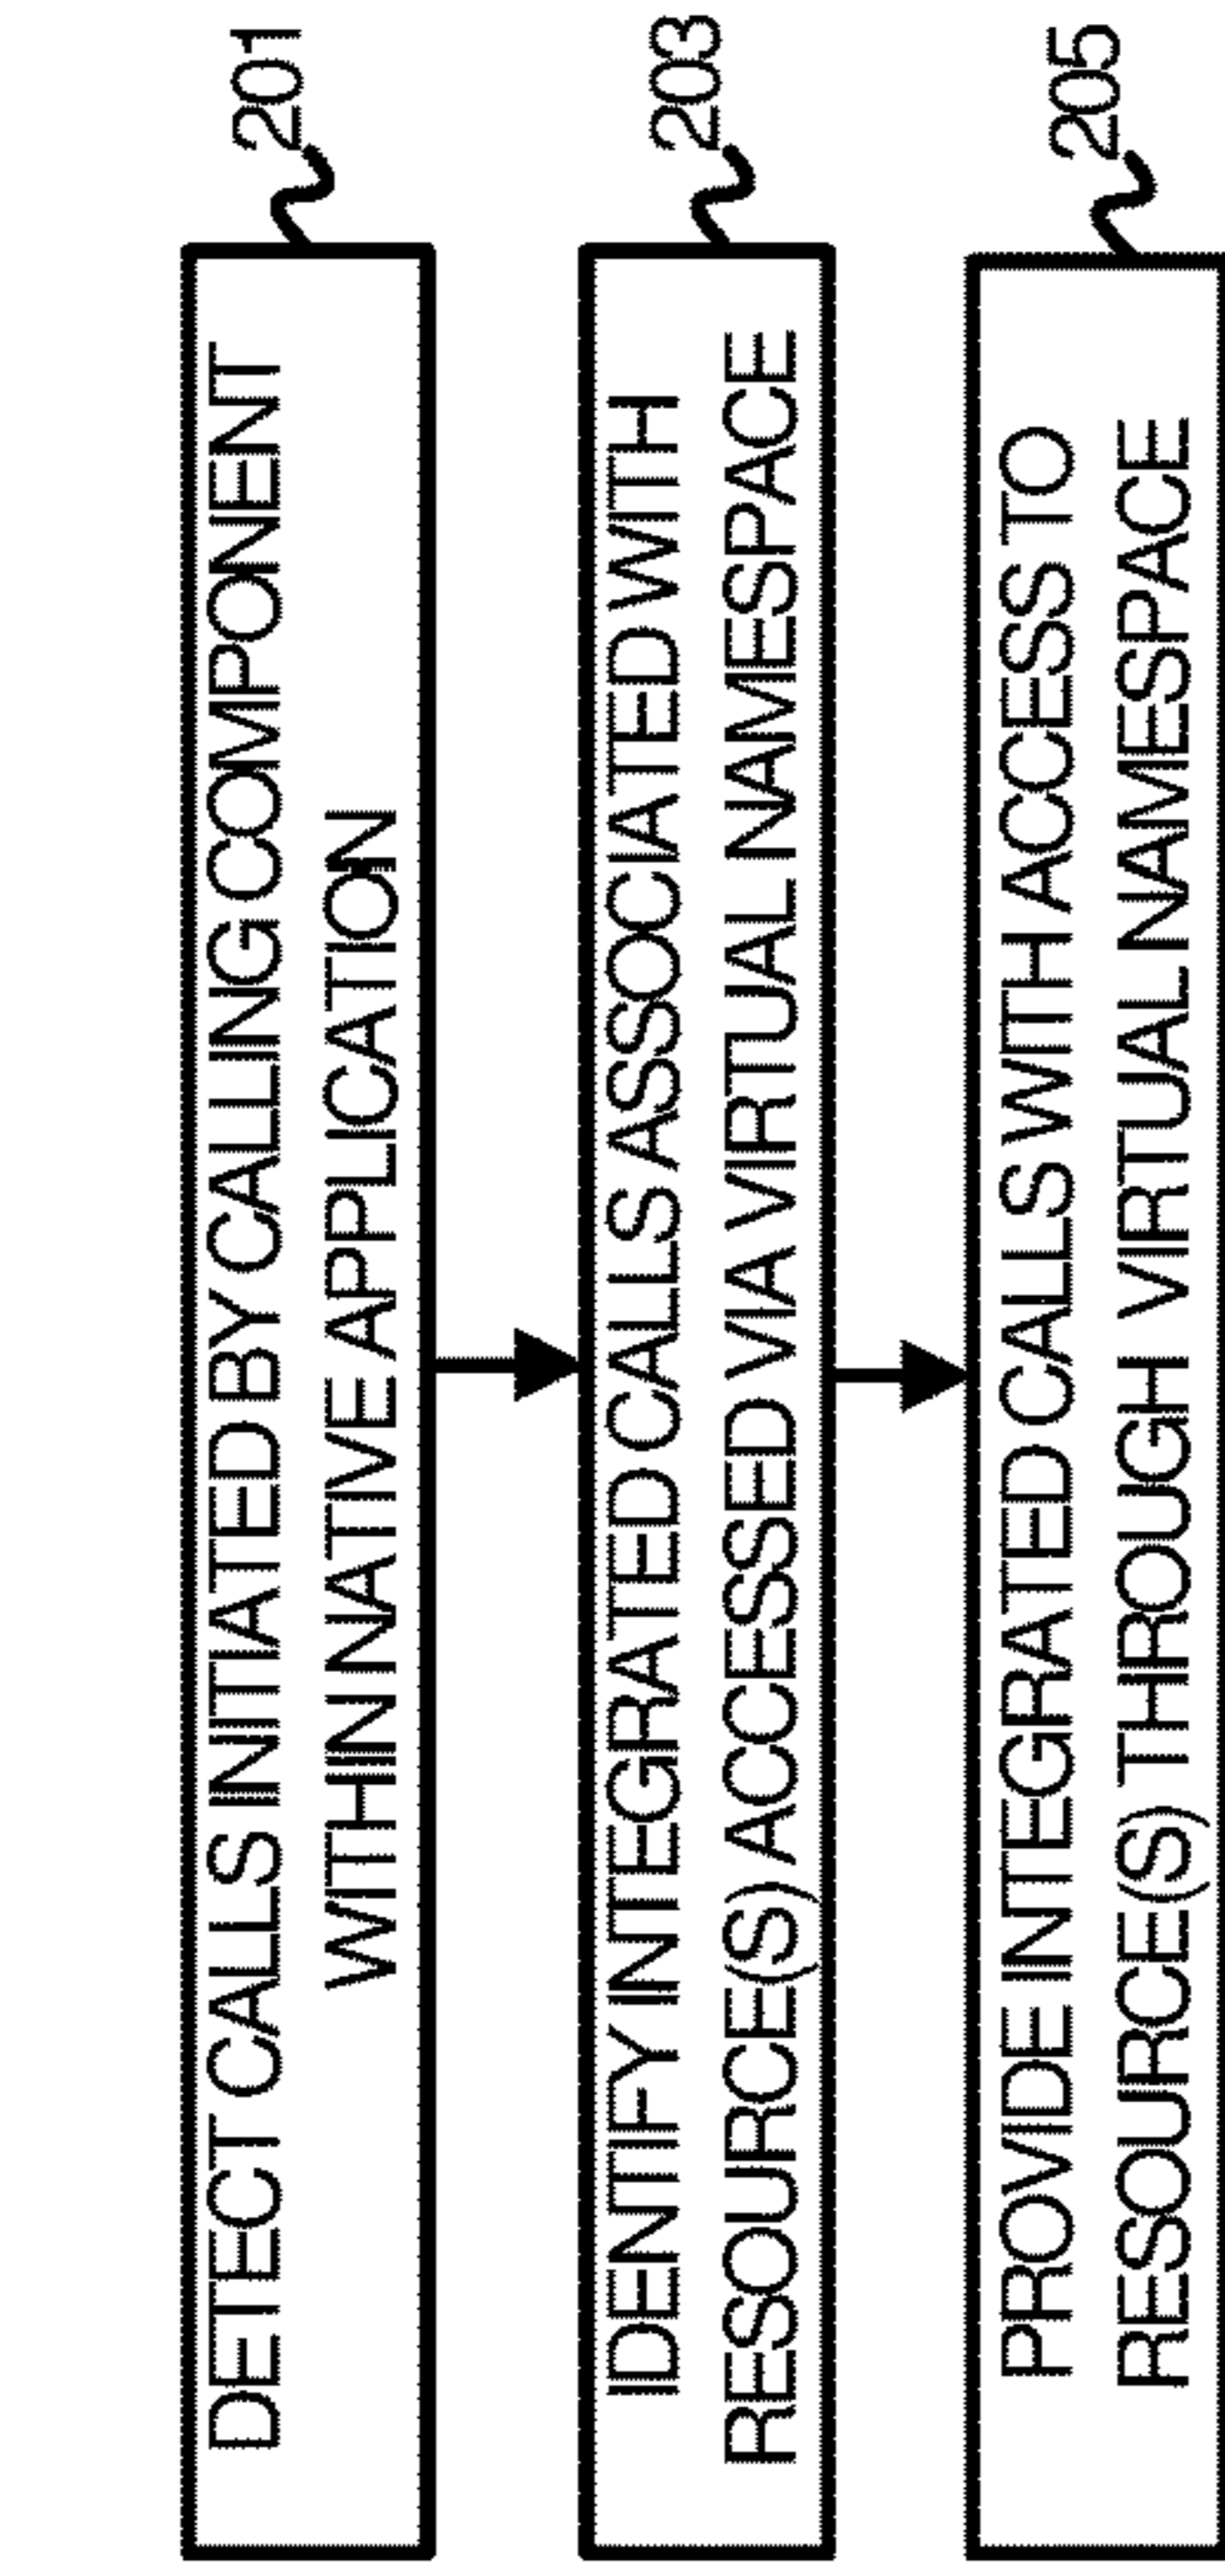 DETECT CALLS INITIATED BY CALLING COMPONENT
WITHIN NATIVE APPLICATION
201
IDENTIFY INTEGRATED CALLS ASSOCIATED WITH
RESOURCE(S) ACCESSED VIA VIRTUAL NAMESPACE
203
PROVIDE INTEGRATED CALLS WITH ACCESS TO
RESOURCE(S) THROUGH VIRTUAL NAMESPACE
205